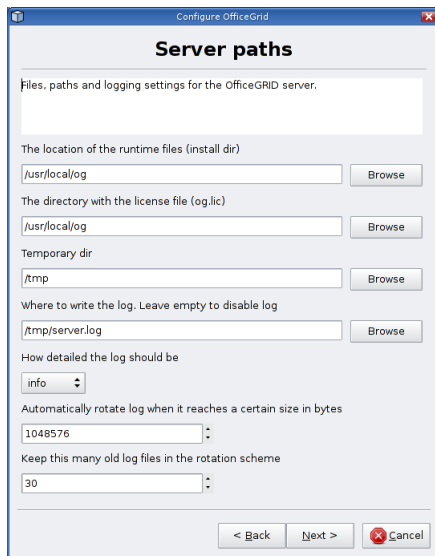 Configure OfficeGrid
Server paths
Files, paths and logging settings for the OfficeGRID server.
The location of the runtime files (install dir)
/usr/local/og
Browse
The directory with the license file (og.lic)
/usr/local/og
Browse
Temporary dir
/tmp
Browse
Where to write the log. Leave empty to disable log
/tmp/server.log
Browse
How detailed the log should be
info
Automatically rotate log when it reaches a certain size in bytes
1048576
Keep this many old log files in the rotation scheme
30
< Back
Next >
Cancel